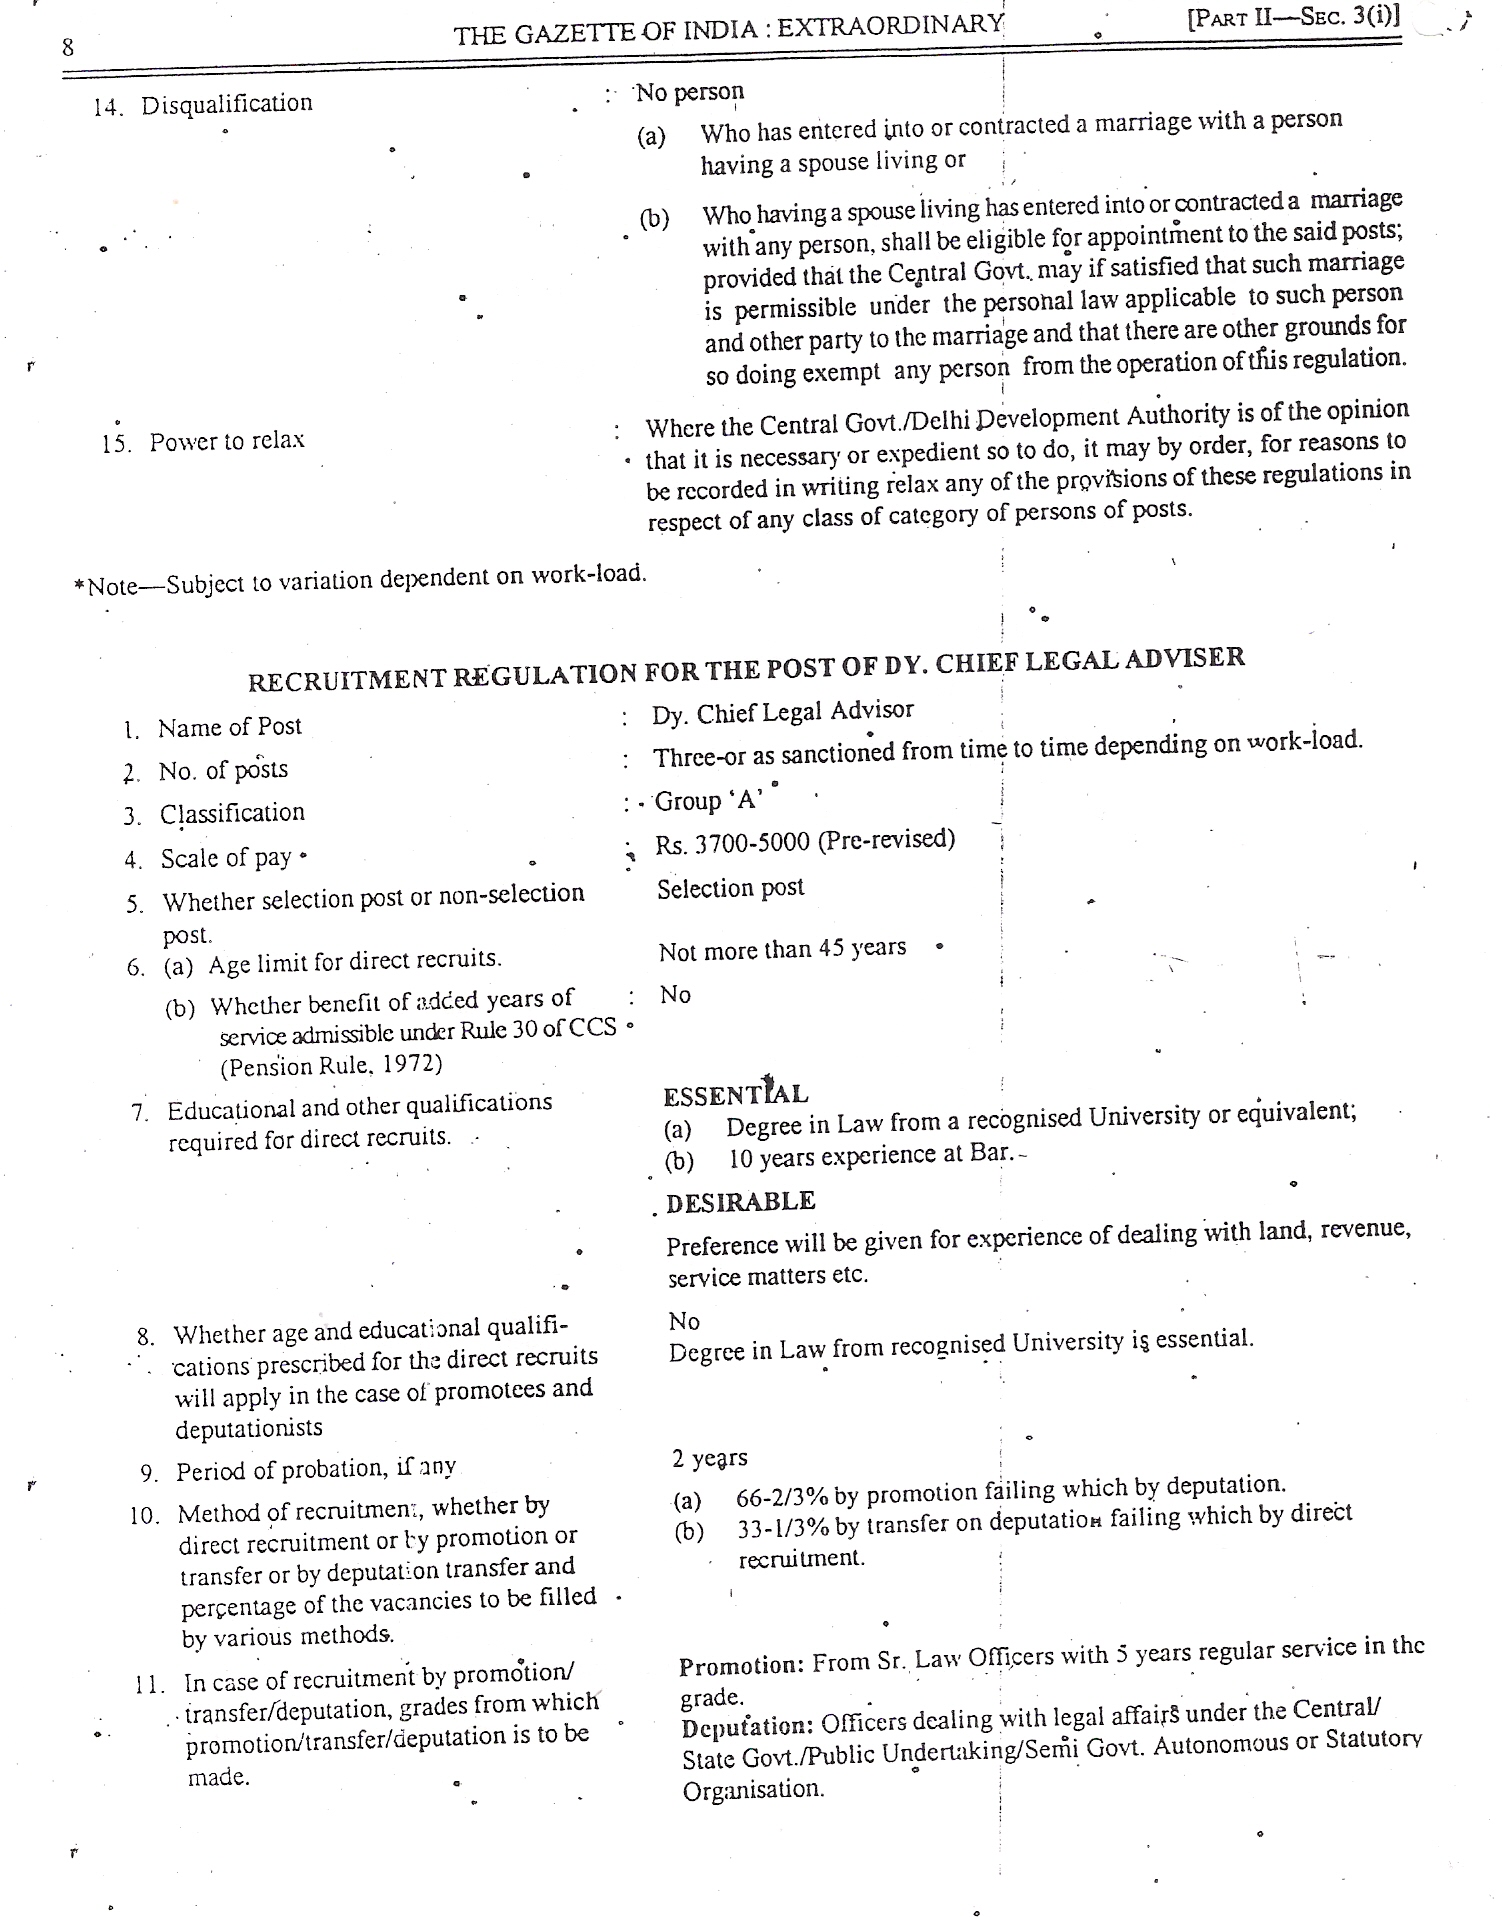 8
THE GAZETTE OF INDIA : EXTRAORDINARY
[PART II—SEC. 3(i)]
14. Disqualification : No person
(a) Who has entered into or contracted a marriage with a person
having a spouse living or
(b) Who having a spouse living has entered into or contracted a marriage
with any person, shall be eligible for appointment to the said posts;
provided that the Central Govt. may if satisfied that such marriage
is permissible under the personal law applicable to such person
and other party to the marriage and that there are other grounds for
so doing exempt any person from the operation of this regulation.
15. Power to relax : Where the Central Govt./Delhi Development Authority is of the opinion
that it is necessary or expedient so to do, it may by order, for reasons to
be recorded in writing relax any of the provisions of these regulations in
respect of any class of category of persons of posts.
*Note—Subject to variation dependent on work-load.
RECRUITMENT REGULATION FOR THE POST OF DY. CHIEF LEGAL ADVISER
1. Name of Post : Dy. Chief Legal Advisor
2. No. of posts : Three-or as sanctioned from time to time depending on work-load.
3. Classification : Group ‘A’
4. Scale of pay : Rs. 3700-5000 (Pre-revised)
5. Whether selection post or non-selection Selection post
post.
6. (a) Age limit for direct recruits. Not more than 45 years
(b) Whether benefit of added years of : No
service admissible under Rule 30 of CCS
(Pension Rule, 1972)
7. Educational and other qualifications
required for direct recruits.
ESSENTIAL
(a) Degree in Law from a recognised University or equivalent;
(b) 10 years experience at Bar.
DESIRABLE
Preference will be given for experience of dealing with land, revenue,
service matters etc.
8. Whether age and educational qualifi-
cations prescribed for the direct recruits
will apply in the case of promotees and
deputationists
No
Degree in Law from recognised University is essential.
9. Period of probation, if any 2 years
10. Method of recruitment, whether by
direct recruitment or by promotion or
transfer or by deputation transfer and
percentage of the vacancies to be filled
by various methods.
(a) 66-2/3% by promotion failing which by deputation.
(b) 33-1/3% by transfer on deputation failing which by direct
recruitment.
11. In case of recruitment by promotion/
transfer/deputation, grades from which
promotion/transfer/deputation is to be
made.
Promotion: From Sr. Law Officers with 5 years regular service in the
grade.
Deputation: Officers dealing with legal affairs under the Central/
State Govt./Public Undertaking/Semi Govt. Autonomous or Statutory
Organisation.